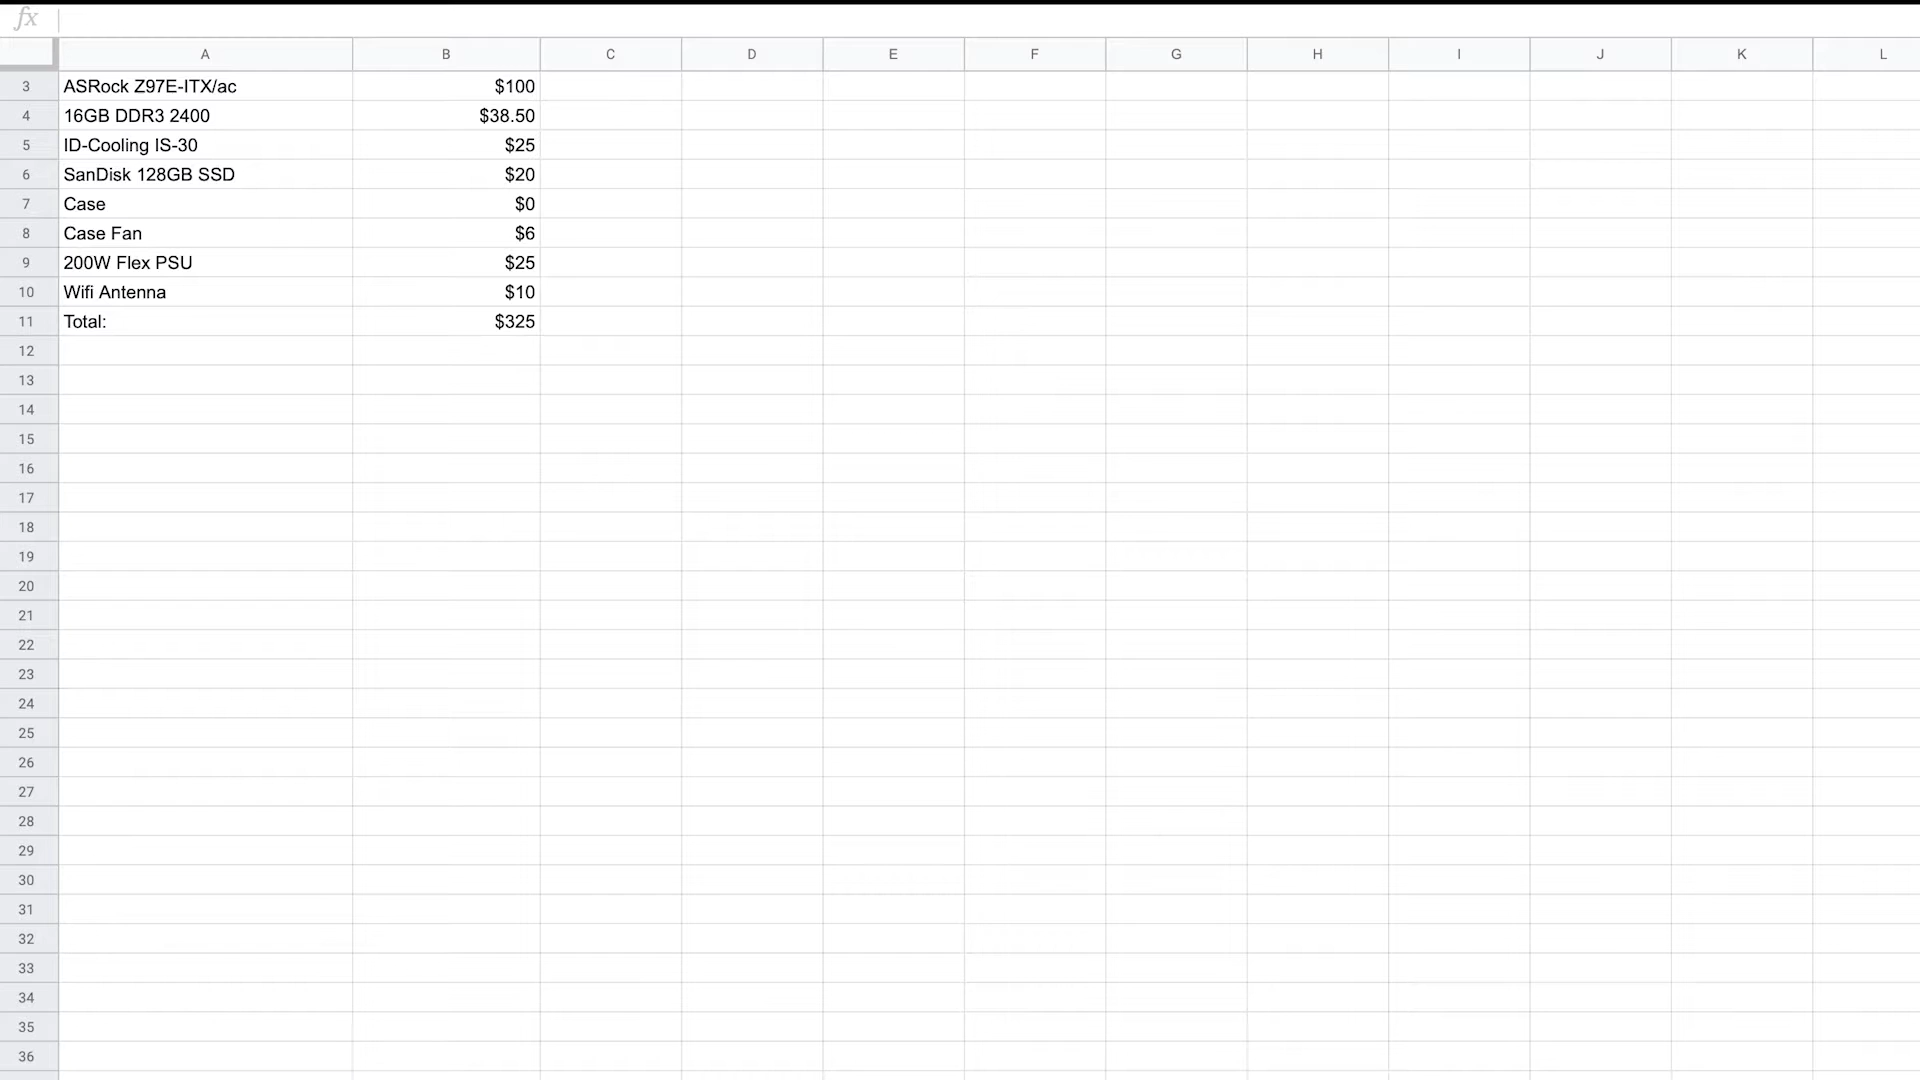 fx
A B C D E F G H I J K L
3 ASRock Z97E-ITX/ac $100
4 16GB DDR3 2400 $38.50
5 ID-Cooling IS-30 $25
6 SanDisk 128GB SSD $20
7 Case $0
8 Case Fan $6
9 200W Flex PSU $25
10 Wifi Antenna $10
11 Total: $325
12
13
14
15
16
17
18
19
20
21
22
23
24
25
26
27
28
29
30
31
32
33
34
35
36